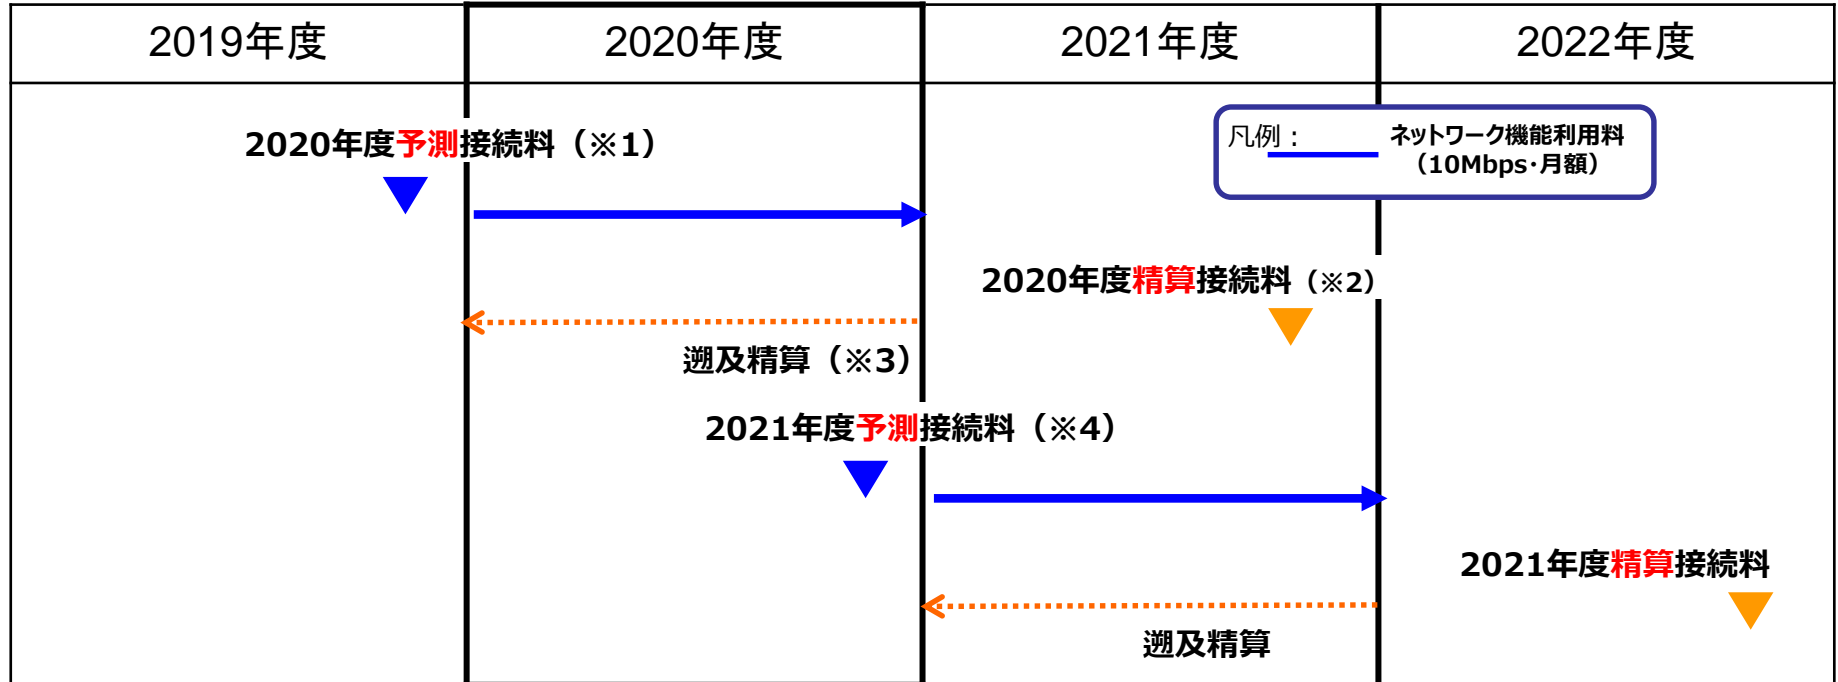 2019年度
2020年度
2021年度
2022年度
2020年度予測接続料（※1）
凡例：
ネットワーク機能利用料
（10Mbps・月額）
2020年度精算接続料（※2）
遡及精算（※3）
2021年度予測接続料（※4）
2021年度精算接続料
遡及精算